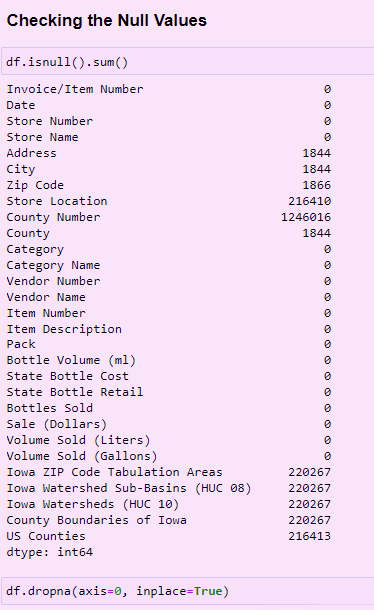 Checking the Null Values
df.isnull().sum()
Invoice/Item Number 0
Date 0
Store Number 0
Store Name 0
Address 1844
City 1844
Zip Code 1866
Store Location 216410
County Number 1246016
County 1844
Category 0
Category Name 0
Vendor Number 0
Vendor Name 0
Item Number 0
Item Description 0
Pack 0
Bottle Volume (ml) 0
State Bottle Cost 0
State Bottle Retail 0
Bottles Sold 0
Sale (Dollars) 0
Volume Sold (Liters) 0
Volume Sold (Gallons) 0
Iowa ZIP Code Tabulation Areas 220267
Iowa Watershed Sub-Basins (HUC 08) 220267
Iowa Watersheds (HUC 10) 220267
County Boundaries of Iowa 220267
US Counties 216413
dtype: int64
df.dropna(axis=0, inplace=True)